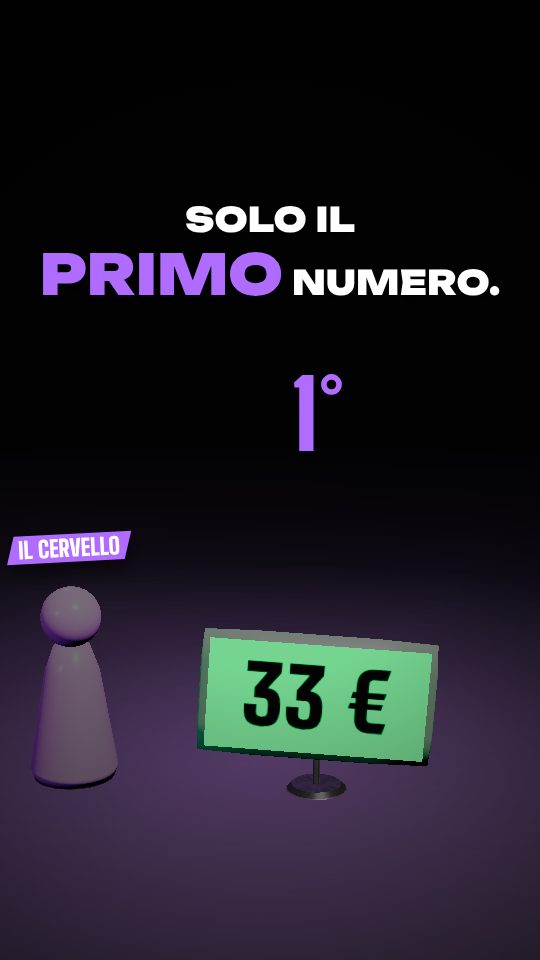 SOLO IL
PRIMO NUMERO.
1°
IL CERVELLO
33 €